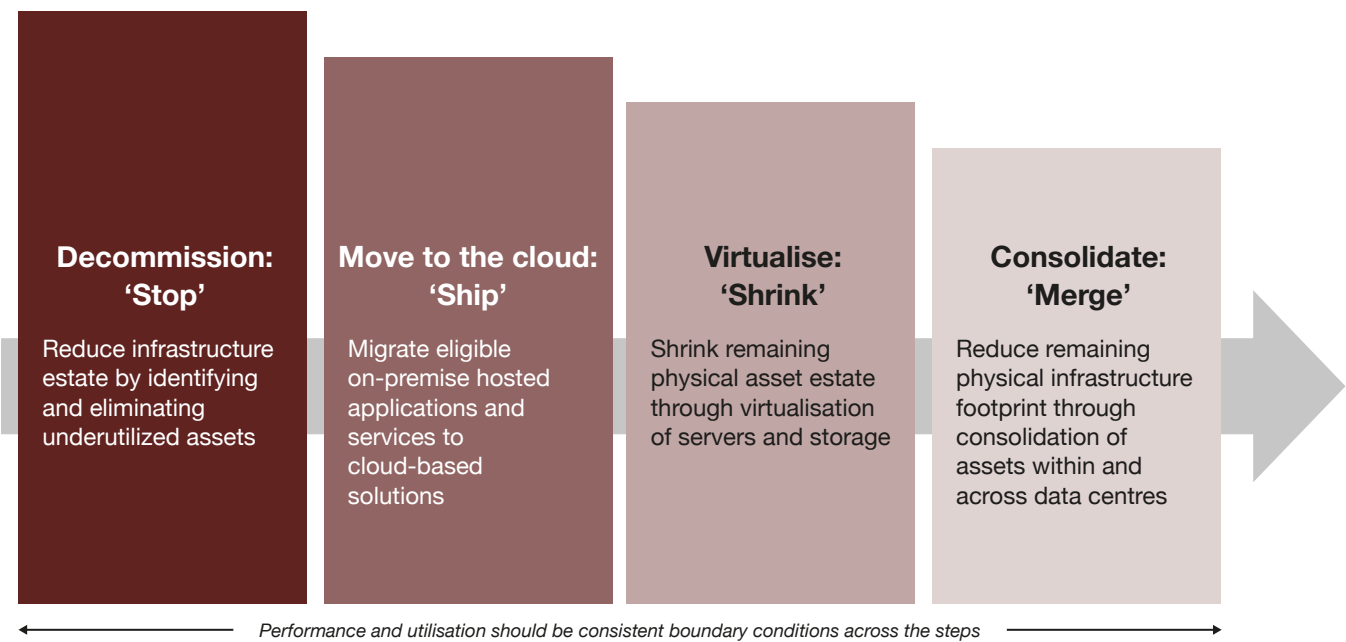 Decommission:
‘Stop’
Reduce infrastructure
estate by identifying
and eliminating
underutilized assets
Move to the cloud:
‘Ship’
Migrate eligible
on-premise hosted
applications and
services to
cloud-based
solutions
Virtualise:
‘Shrink’
Shrink remaining
physical asset estate
through virtualisation
of servers and storage
Consolidate:
‘Merge’
Reduce remaining
physical infrastructure
footprint through
consolidation of
assets within and
across data centres
Performance and utilisation should be consistent boundary conditions across the steps